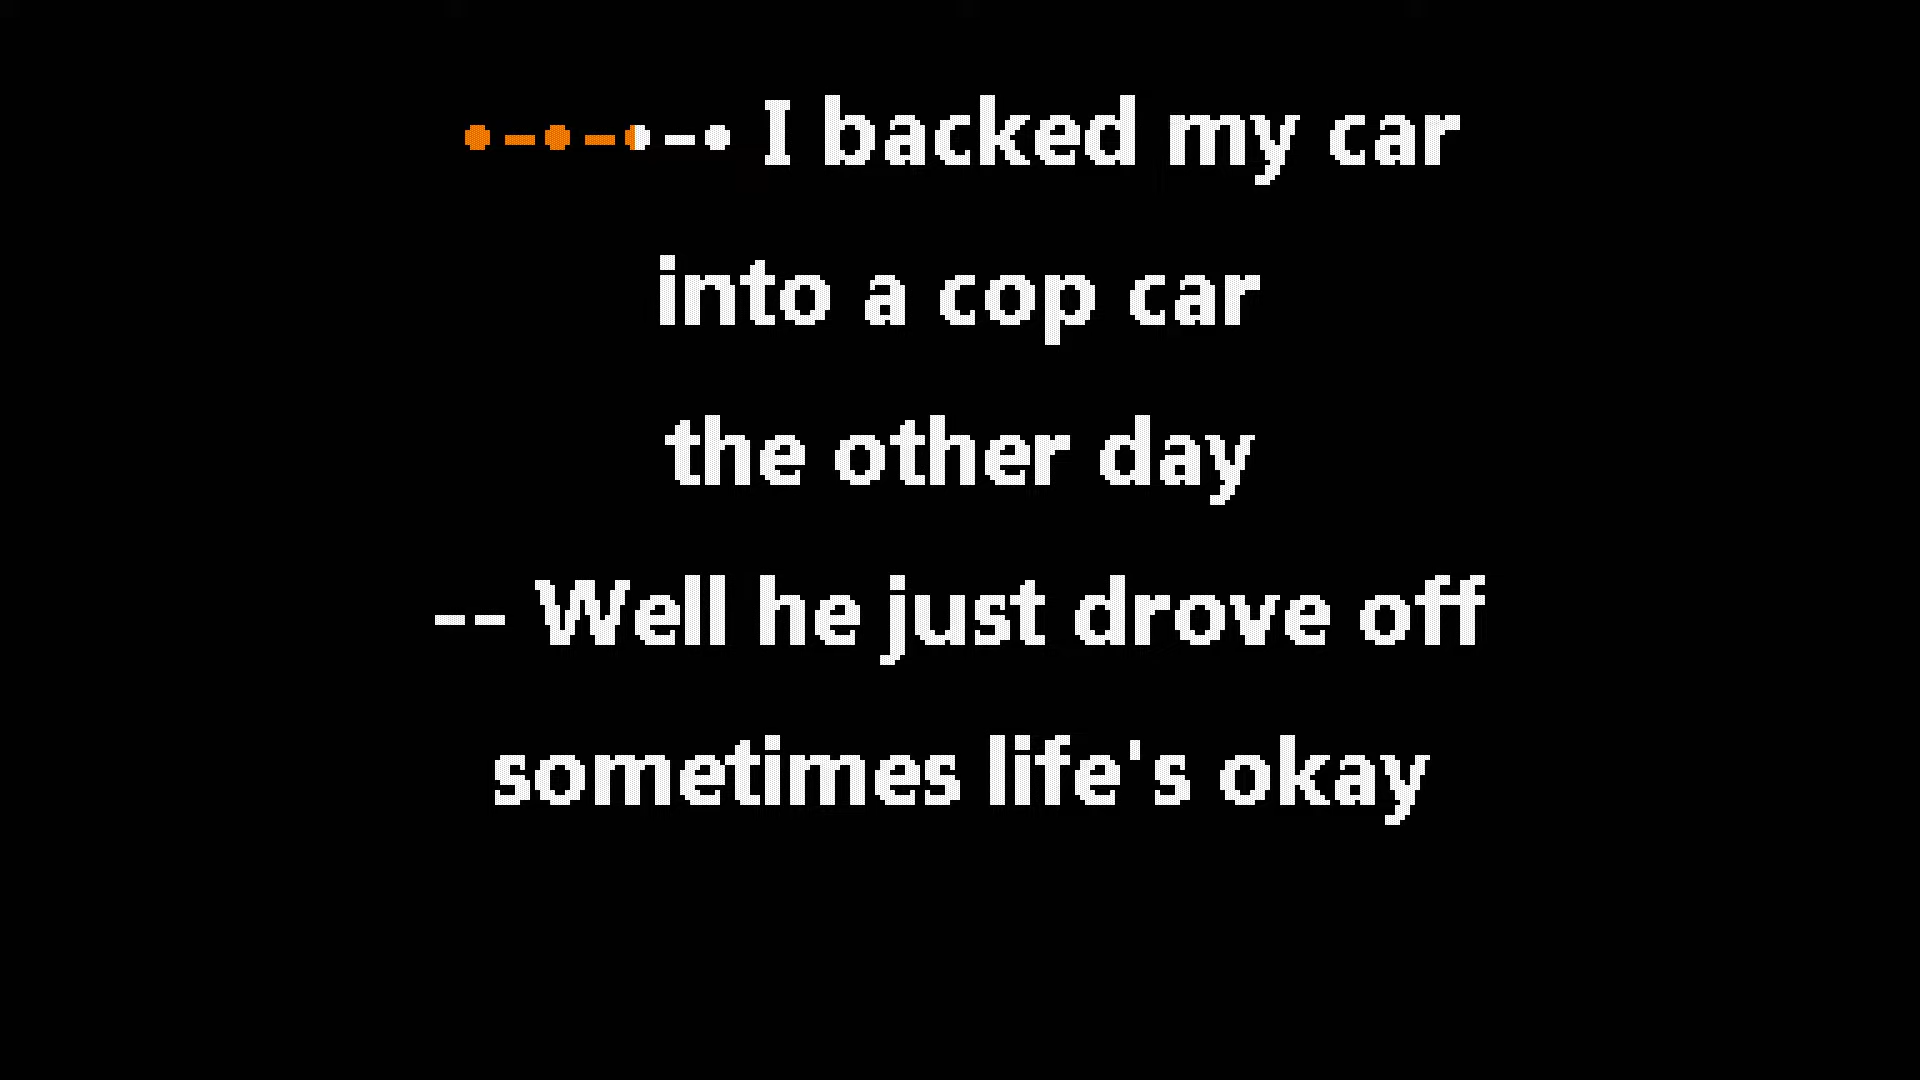 •-•-•-• I backed my car
into a cop car
the other day
-- Well he just drove off
sometimes life's okay